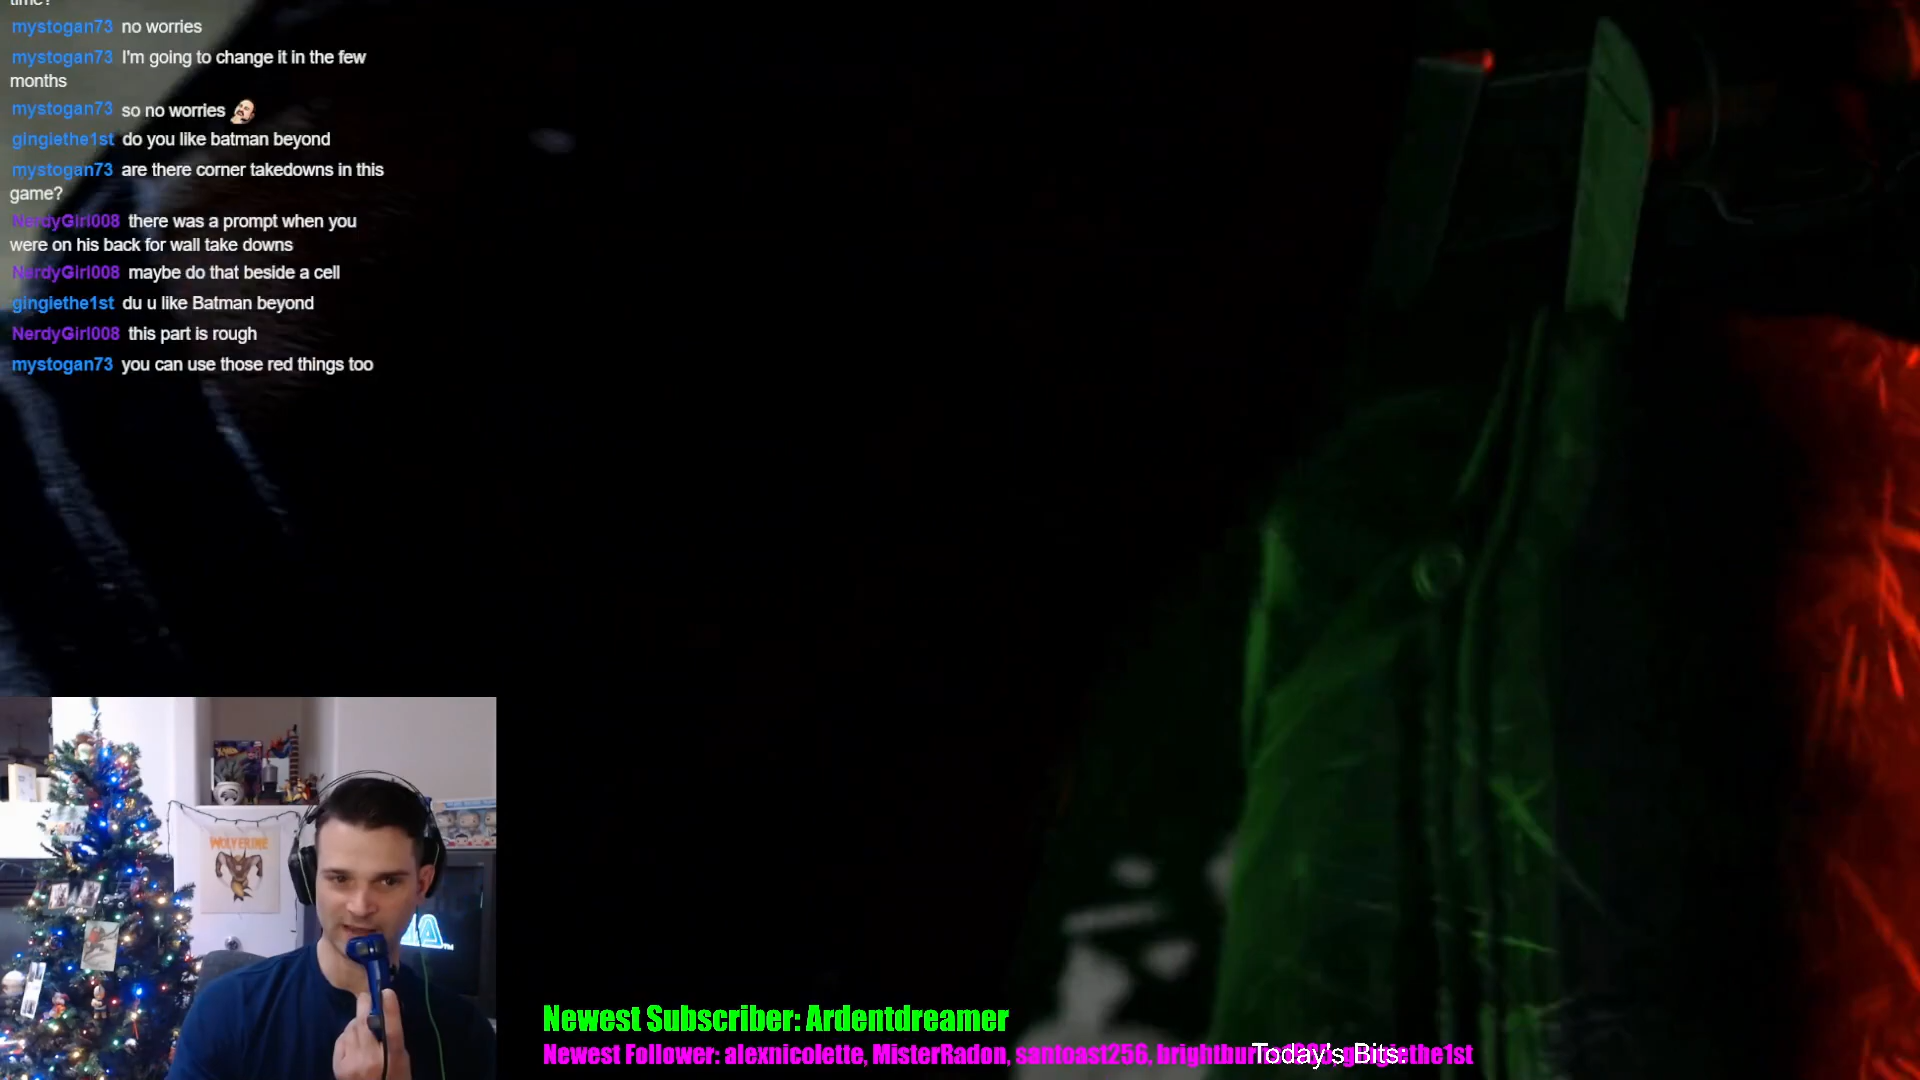 time?
mystogan73 no worries
mystogan73 I'm going to change it in the few
months
mystogan73 so no worries
gingiethe1st do you like batman beyond
mystogan73 are there corner takedowns in this
game?
NerdyGirl008 there was a prompt when you
were on his back for wall take downs
NerdyGirl008 maybe do that beside a cell
gingiethe1st du u like Batman beyond
NerdyGirl008 this part is rough
mystogan73 you can use those red things too
WOLVERINE
Newest Subscriber: Ardentdreamer
Newest Follower: alexnicolette, MisterRadon, santoast256,
Today's Bits: